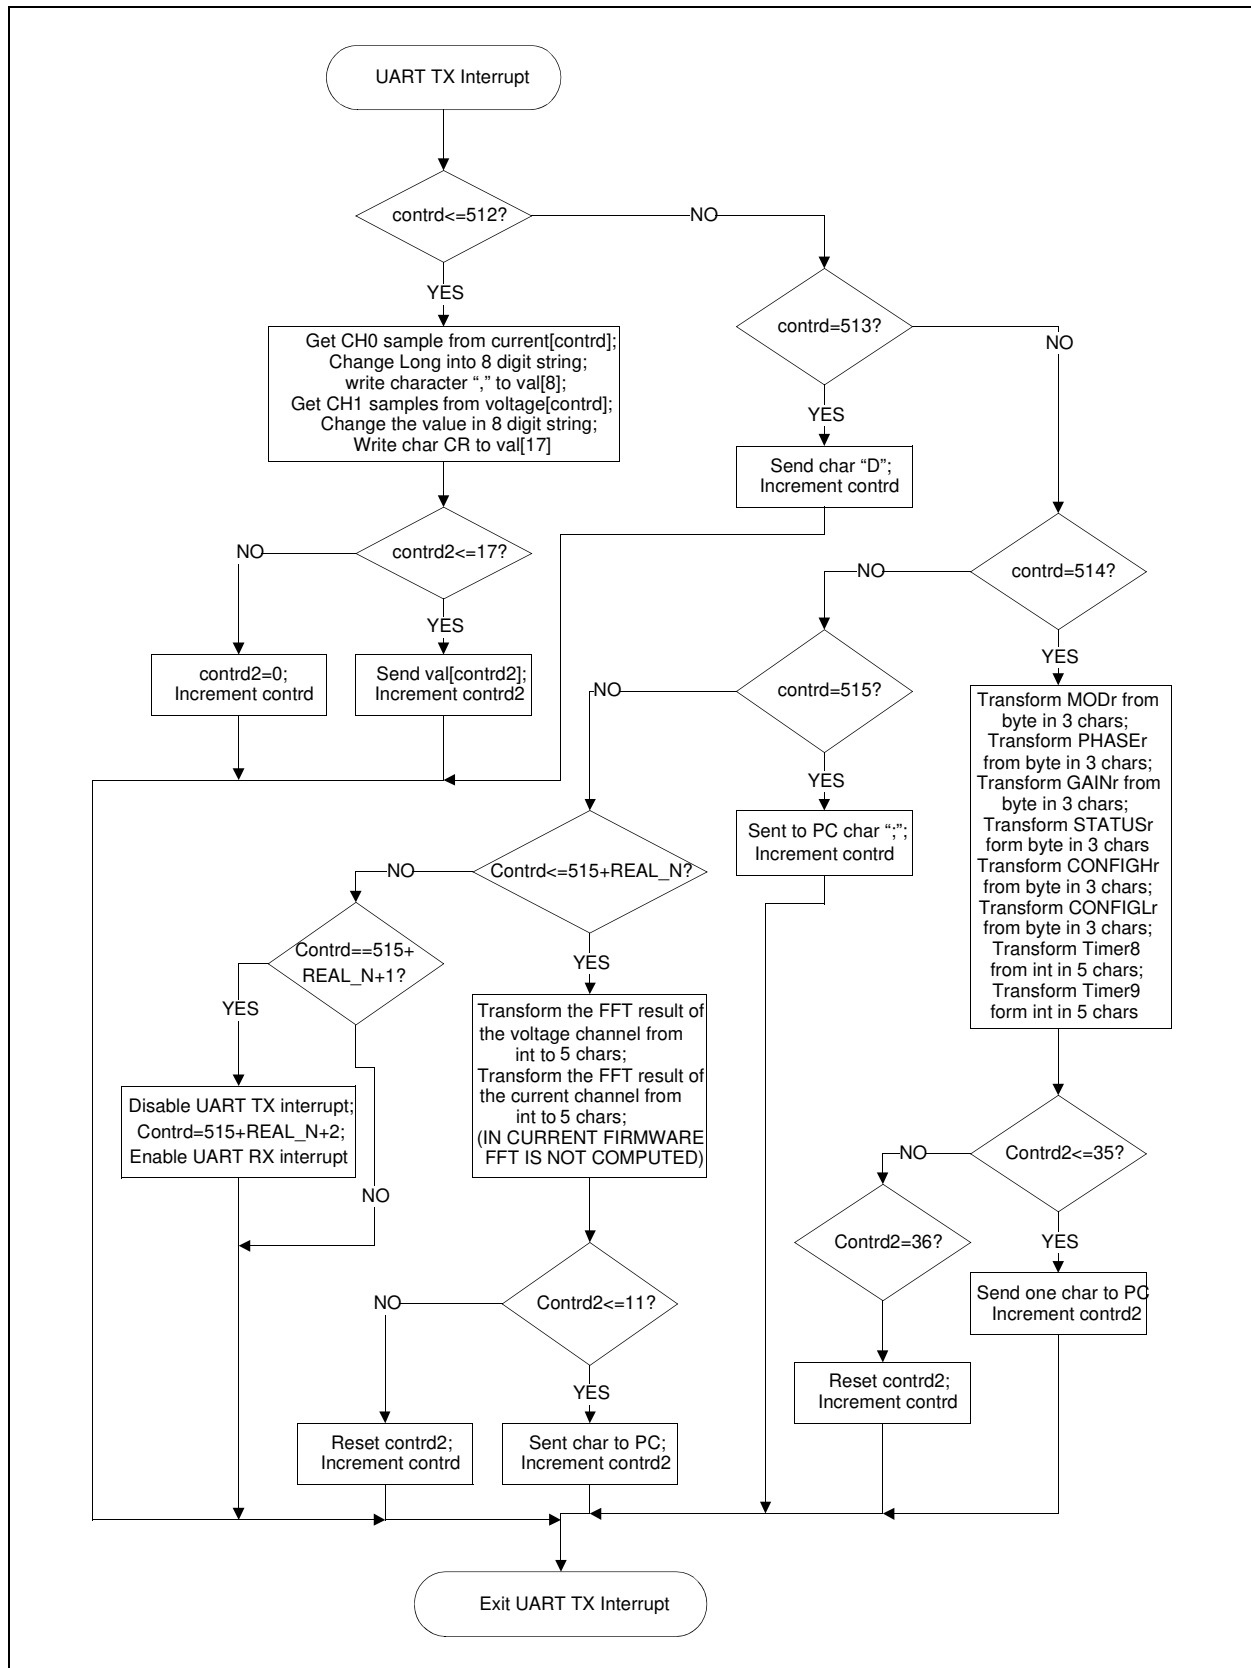 UART TX Interrupt
contrd<=512?
NO
YES
contrd=513?
NO
Get CH0 sample from current[contrd];
Change Long into 8 digit string;
write character “,” to val[8];
Get CH1 samples from voltage[contrd];
Change the value in 8 digit string;
Write char CR to val[17]
YES
Send char “D”;
Increment contrd
NO
contrd2<=17?
YES
contrd2=0;
Increment contrd
Send val[contrd2];
Increment contrd2
contrd=514?
NO
YES
contrd=515?
NO
YES
Sent to PC char “;”;
Increment contrd
Transform MODr from
byte in 3 chars;
Transform PHASEr
from byte in 3 chars;
Transform GAINr from
byte in 3 chars;
Transform STATUSr
form byte in 3 chars
Transform CONFIGHr
from byte in 3 chars;
Transform CONFIGLr
from byte in 3 chars;
Transform Timer8
from int in 5 chars;
Transform Timer9
form int in 5 chars
Contrd<=515+REAL_N?
NO
YES
Contrd==515+
REAL_N+1?
YES
NO
Disable UART TX interrupt;
Contrd=515+REAL_N+2;
Enable UART RX interrupt
Transform the FFT result of
the voltage channel from
int to 5 chars;
Transform the FFT result of
the current channel from
int to 5 chars;
(IN CURRENT FIRMWARE
FFT IS NOT COMPUTED)
Contrd2<=35?
NO
YES
Contrd2=36?
Send one char to PC
Increment contrd2
Reset contrd2;
Increment contrd
Contrd2<=11?
NO
YES
Reset contrd2;
Increment contrd
Sent char to PC;
Increment contrd2
Exit UART TX Interrupt